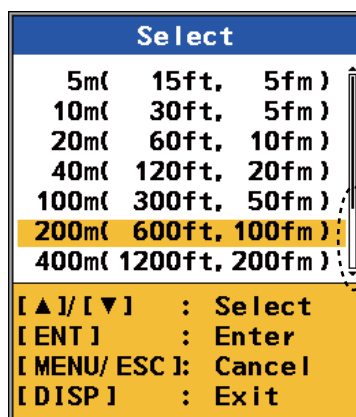 Select
5m( 15ft, 5fm)
10m( 30ft, 5fm)
20m( 60ft, 10fm)
40m( 120ft, 20fm)
100m( 300ft, 50fm)
200m( 600ft, 100fm)
400m( 1200ft, 200fm)
[▲]/[▼] : Select
[ENT] : Enter
[MENU/ESC]: Cancel
[DISP] : Exit